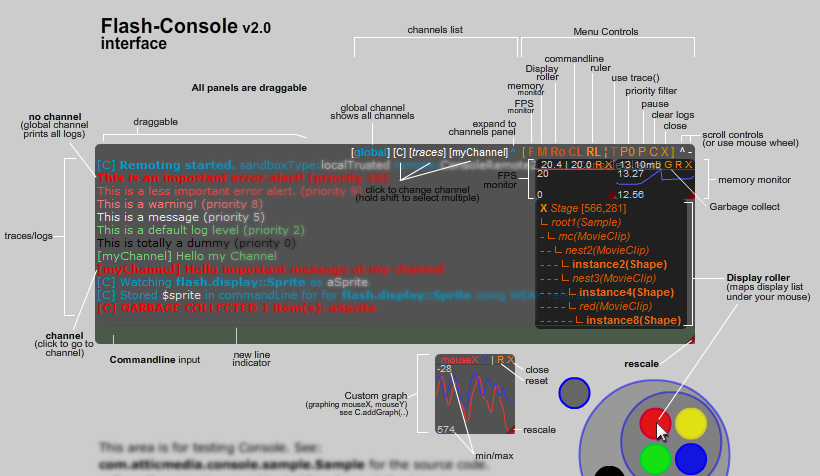 Flash-Console v2.0
interface
channels list
Menu Controls
commandline
Display
roller
ruler
use trace()
memory
monitor
priority filter
FPS
monitor
pause
clear logs
close
All panels are draggable
no channel
(global channel
prints all logs)
draggable
global channel
shows all channels
expand to
channels panel
scroll controls
(or use mouse wheel)
[global] [C] [traces] [myChannel] ^ [ F M Ro CL RL ¦ T P0 P C X ] ^ -
[C] Remoting started. sandboxType: localTrusted
This is an important error alert! (priority 10)
This is a less important error alert. (priority 9)
This is a warning! (priority 8)
This is a message (priority 5)
This is a default log level (priority 2)
This is totally a dummy (priority 0)
[myChannel] Hello my Channel
[myChannel] Hello important message at my channel
[C] Watching flash.display::Sprite as aSprite
[C] Stored $sprite in commandLine for for flash.display::Sprite using WEAK
[C] GARBAGE COLLECTED 1 item(s): aSprite
click to change channel
(hold shift to select multiple)
FPS
monitor
20.4 | 20.0 R X
20
0
13.10mb G R X
13.27
12.56
memory monitor
Garbage collect
X Stage [566,281]
root1(Sample)
mc(MovieClip)
nest2(MovieClip)
instance2(Shape)
nest3(MovieClip)
instance4(Shape)
red(MovieClip)
instance8(Shape)
traces/logs
Display roller
(maps display list
under your mouse)
channel
(click to go to
channel)
Commandline input
new line
indicator
rescale
Custom graph
(graphing mouseX, mouseY)
see C.addGraph(..)
mouseX | R X
-28
574
close
reset
rescale
min/max
This area is for testing Console. See:
com.atticmedia.console.sample.Sample for the source code.